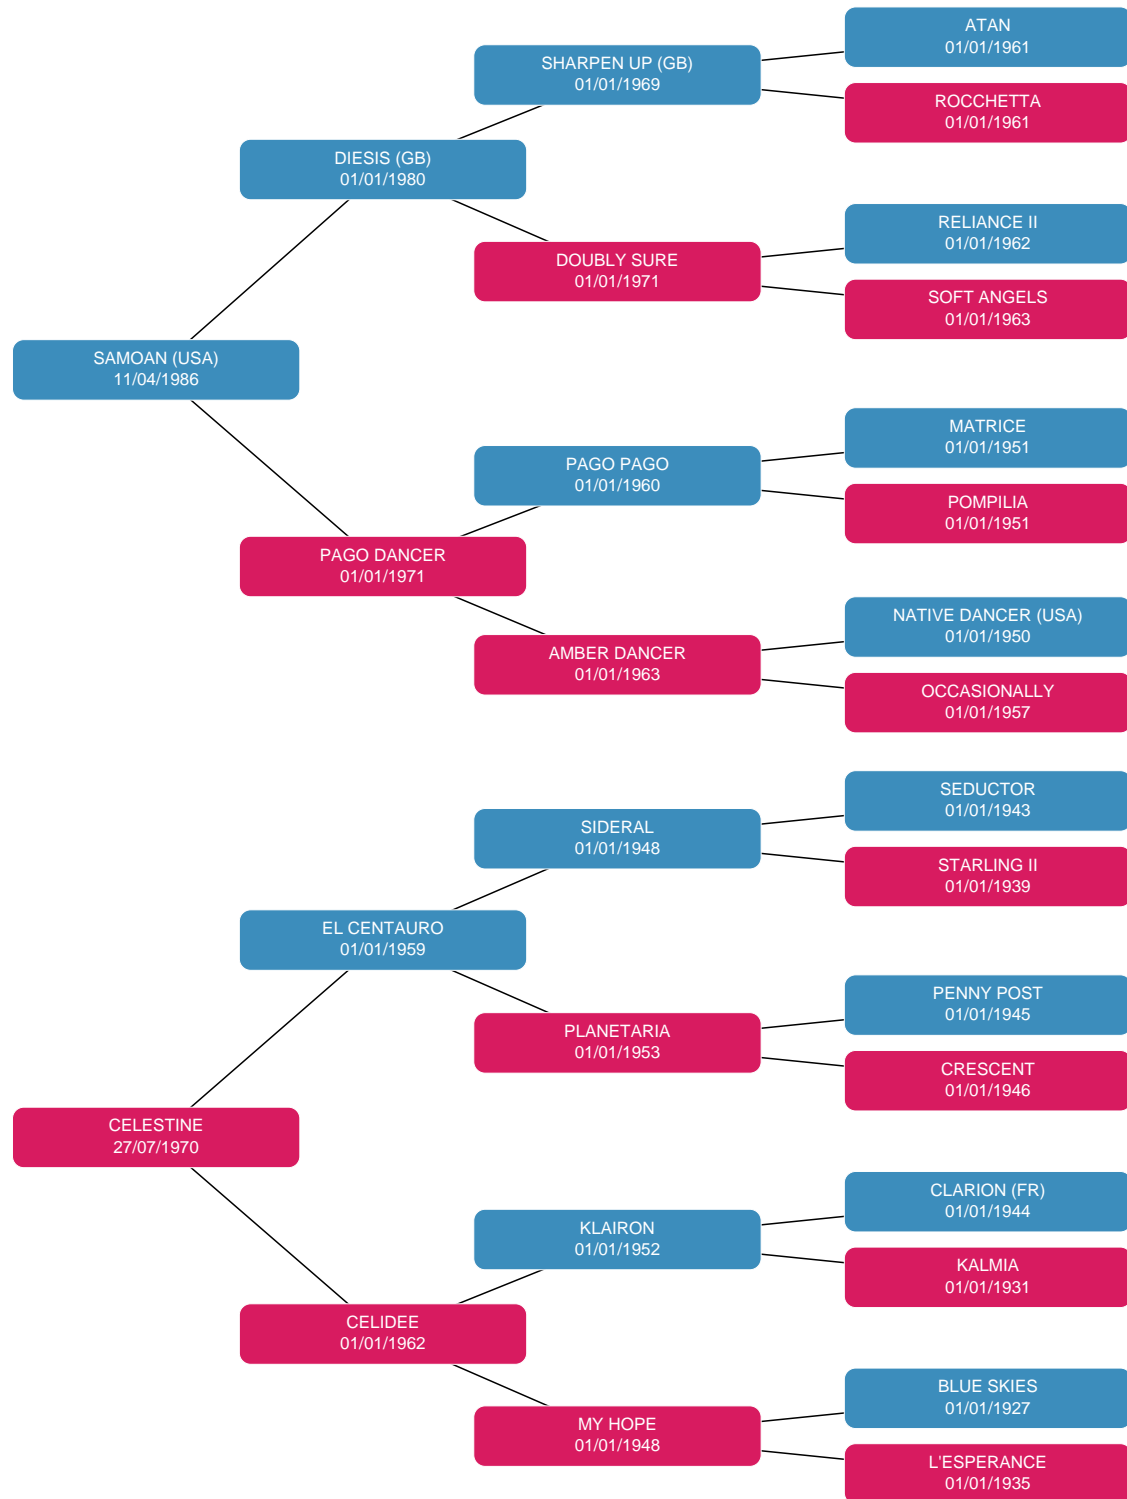 ATAN
01/01/1961
SHARPEN UP (GB)
01/01/1969
ROCCHETTA
01/01/1961
DIESIS (GB)
01/01/1980
RELIANCE II
01/01/1962
DOUBLY SURE
01/01/1971
SOFT ANGELS
01/01/1963
SAMOAN (USA)
11/04/1986
MATRICE
01/01/1951
PAGO PAGO
01/01/1960
POMPILIA
01/01/1951
PAGO DANCER
01/01/1971
NATIVE DANCER (USA)
01/01/1950
AMBER DANCER
01/01/1963
OCCASIONALLY
01/01/1957
SEDUCTOR
01/01/1943
SIDERAL
01/01/1948
STARLING II
01/01/1939
EL CENTAURO
01/01/1959
PENNY POST
01/01/1945
PLANETARIA
01/01/1953
CRESCENT
01/01/1946
CELESTINE
27/07/1970
CLARION (FR)
01/01/1944
KLAIRON
01/01/1952
KALMIA
01/01/1931
CELIDEE
01/01/1962
BLUE SKIES
01/01/1927
MY HOPE
01/01/1948
L'ESPERANCE
01/01/1935